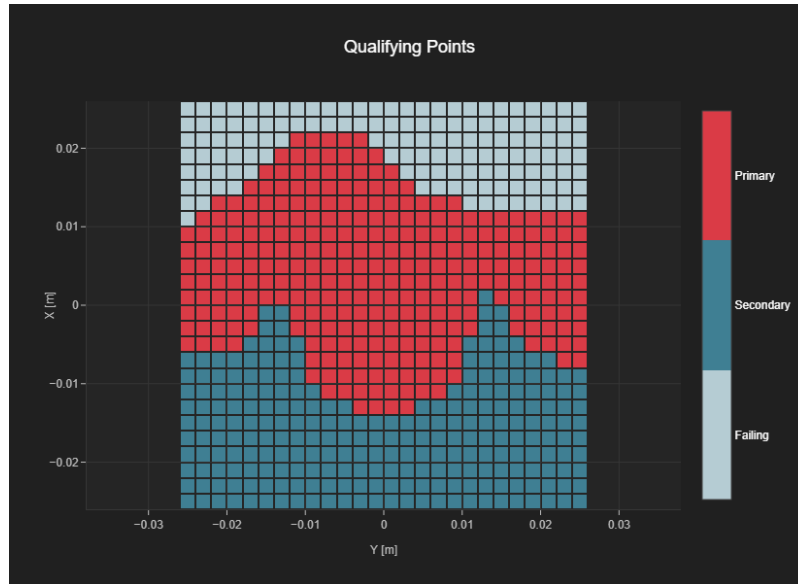 Qualifying Points
0.02
0.01
0
−0.01
−0.02
X [m]
−0.03
−0.02
−0.01
0
0.01
0.02
0.03
Y [m]
Primary
Secondary
Failing